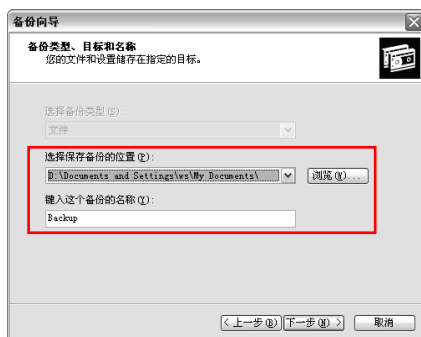 备份向导
备份类型、目标和名称
您的文件和设置储存在指定的目标。
选择备份类型(S):
文件
选择保存备份的位置(P):
D:\Documents and Settings\ws\My Documents\
浏览(W)...
键入这个备份的名称(Y):
Backup
< 上一步(B) 下一步(N) > 取消